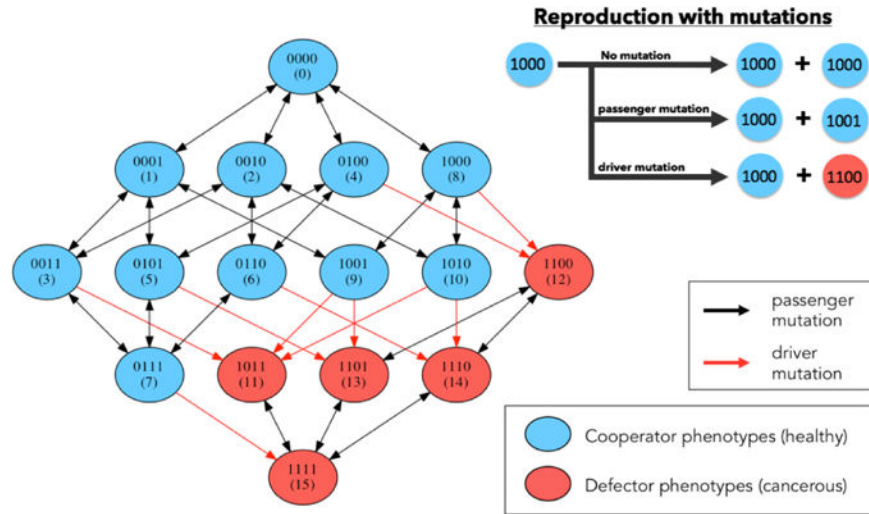 Reproduction with mutations
1000
No mutation
1000 + 1000
passenger mutation
1000 + 1001
driver mutation
1000 + 1100
0000
(0)
0001
(1)
0010
(2)
0100
(4)
1000
(8)
0011
(3)
0101
(5)
0110
(6)
1001
(9)
1010
(10)
1100
(12)
0111
(7)
1011
(11)
1101
(13)
1110
(14)
1111
(15)
passenger
mutation
driver
mutation
Cooperator phenotypes (healthy)
Defector phenotypes (cancerous)